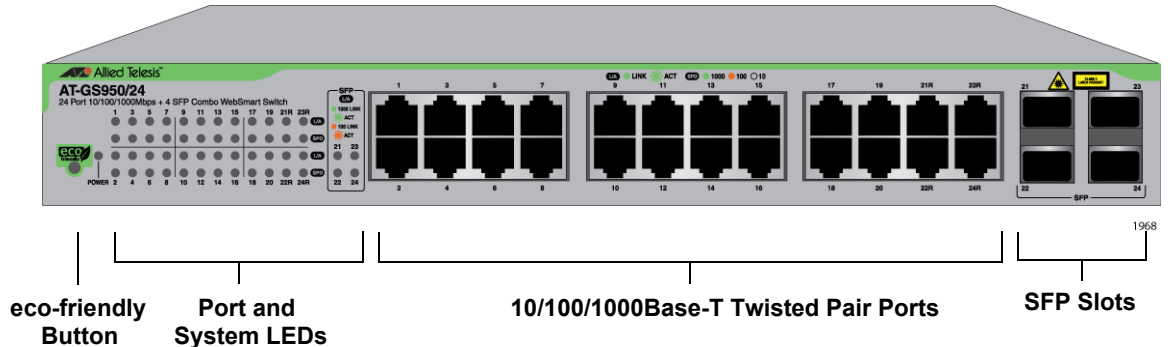 Allied Telesis™
AT-GS950/24
24 Port 10/100/1000Mbps + 4 SFP Combo WebSmart Switch
1 3 5 7 9 11 13 15 17 19 21R 23R
L/A
SPD
L/A
SPD
eco
friendly
POWER 2 4 6 8 10 12 14 16 18 20 22R 24R
SFP
L/A
1000 LINK
ACT
100 LINK
ACT
21 23
22 24
L/A LINK ACT SPD 1000 100 10
1 3 5 7 9 11 13 15 17 19 21R 23R
2 4 6 8 10 12 14 16 18 20 22R 24R
CLASS 1
LASER PRODUCT
21 23
22 24
SFP
1968
eco-friendly
Button
Port and
System LEDs
10/100/1000Base-T Twisted Pair Ports
SFP Slots